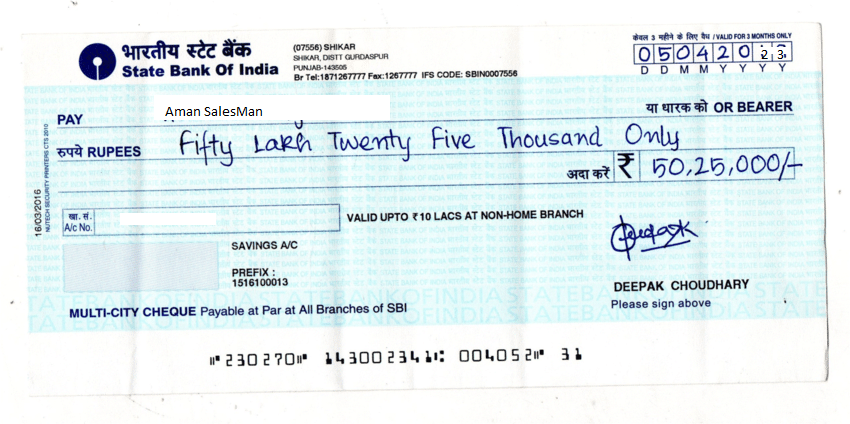 भारतीय स्टेट बैंक
State Bank Of India
(07556) SHIKAR
SHIKAR, DISTT GURDASPUR
PUNJAB-143505
Br Tel:1871267777 Fax:1267777 IFS CODE: SBIN0007556
केवल 3 महीने के लिए वैध / VALID FOR 3 MONTHS ONLY
0 5 0 4 2 0 2 3
D D M M Y Y Y Y
PAY Aman SalesMan या धारक को OR BEARER
रुपये RUPEES Fifty Lakh Twenty Five Thousand Only
अदा करें ₹ 50,25,000/-
खा. सं.
A/c No.
VALID UPTO ₹ 10 LACS AT NON-HOME BRANCH
SAVINGS A/C
PREFIX :
1516100013
Deepak
DEEPAK CHOUDHARY
Please sign above
MULTI-CITY CHEQUE Payable at Par at All Branches of SBI
STATEBANKOFINDIASTATEBANKOFINDIASTATE
⑈230270⑈ 143002341⑆ 004052⑈ 31
16/03/2016
NUTECH SECURITY PRINTERS CTS 2010